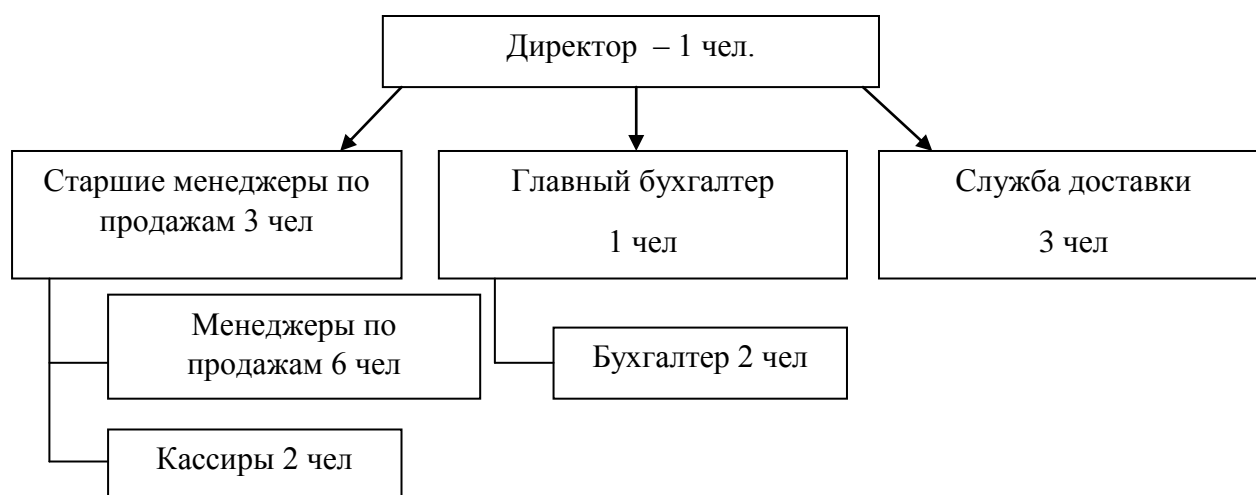 Директор – 1 чел.
Старшие менеджеры по
продажам 3 чел
Главный бухгалтер
1 чел
Служба доставки
3 чел
Менеджеры по
продажам 6 чел
Бухгалтер 2 чел
Кассиры 2 чел